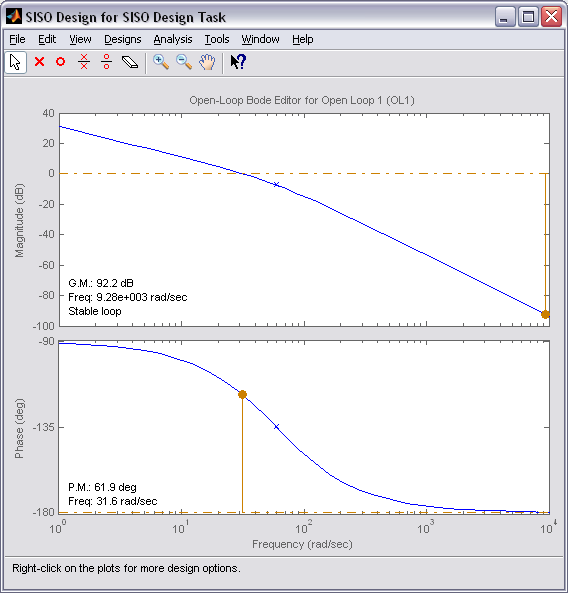 SISO Design for SISO Design Task
File Edit View Designs Analysis Tools Window Help
Open-Loop Bode Editor for Open Loop 1 (OL1)
40
20
0
-20
-40
-60
-80
-100
Magnitude (dB)
G.M.: 92.2 dB
Freq: 9.28e+003 rad/sec
Stable loop
-90
-135
-180
Phase (deg)
P.M.: 61.9 deg
Freq: 31.6 rad/sec
10^0 10^1 10^2 10^3 10^4
Frequency (rad/sec)
Right-click on the plots for more design options.